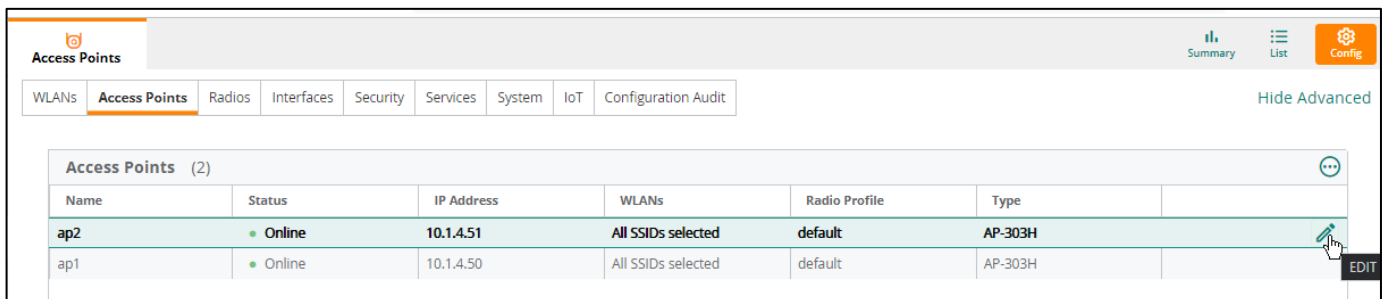 Access Points
Summary List Config
WLANs Access Points Radios Interfaces Security Services System IoT Configuration Audit Hide Advanced
Access Points (2)
Name Status IP Address WLANs Radio Profile Type
ap2 Online 10.1.4.51 All SSIDs selected default AP-303H
ap1 Online 10.1.4.50 All SSIDs selected default AP-303H
EDIT